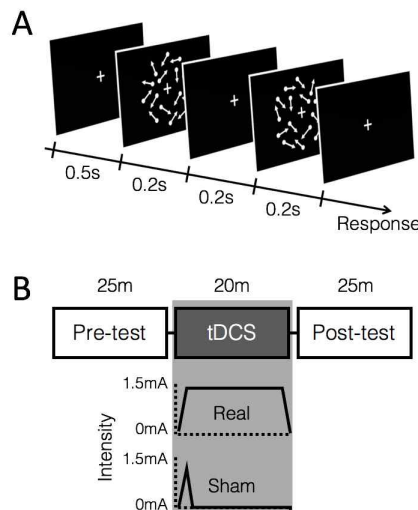 A
0.5s
0.2s
0.2s
0.2s
Response
B
25m 20m 25m
Pre-test tDCS Post-test
Intensity
1.5mA
0mA
Real
1.5mA
0mA
Sham